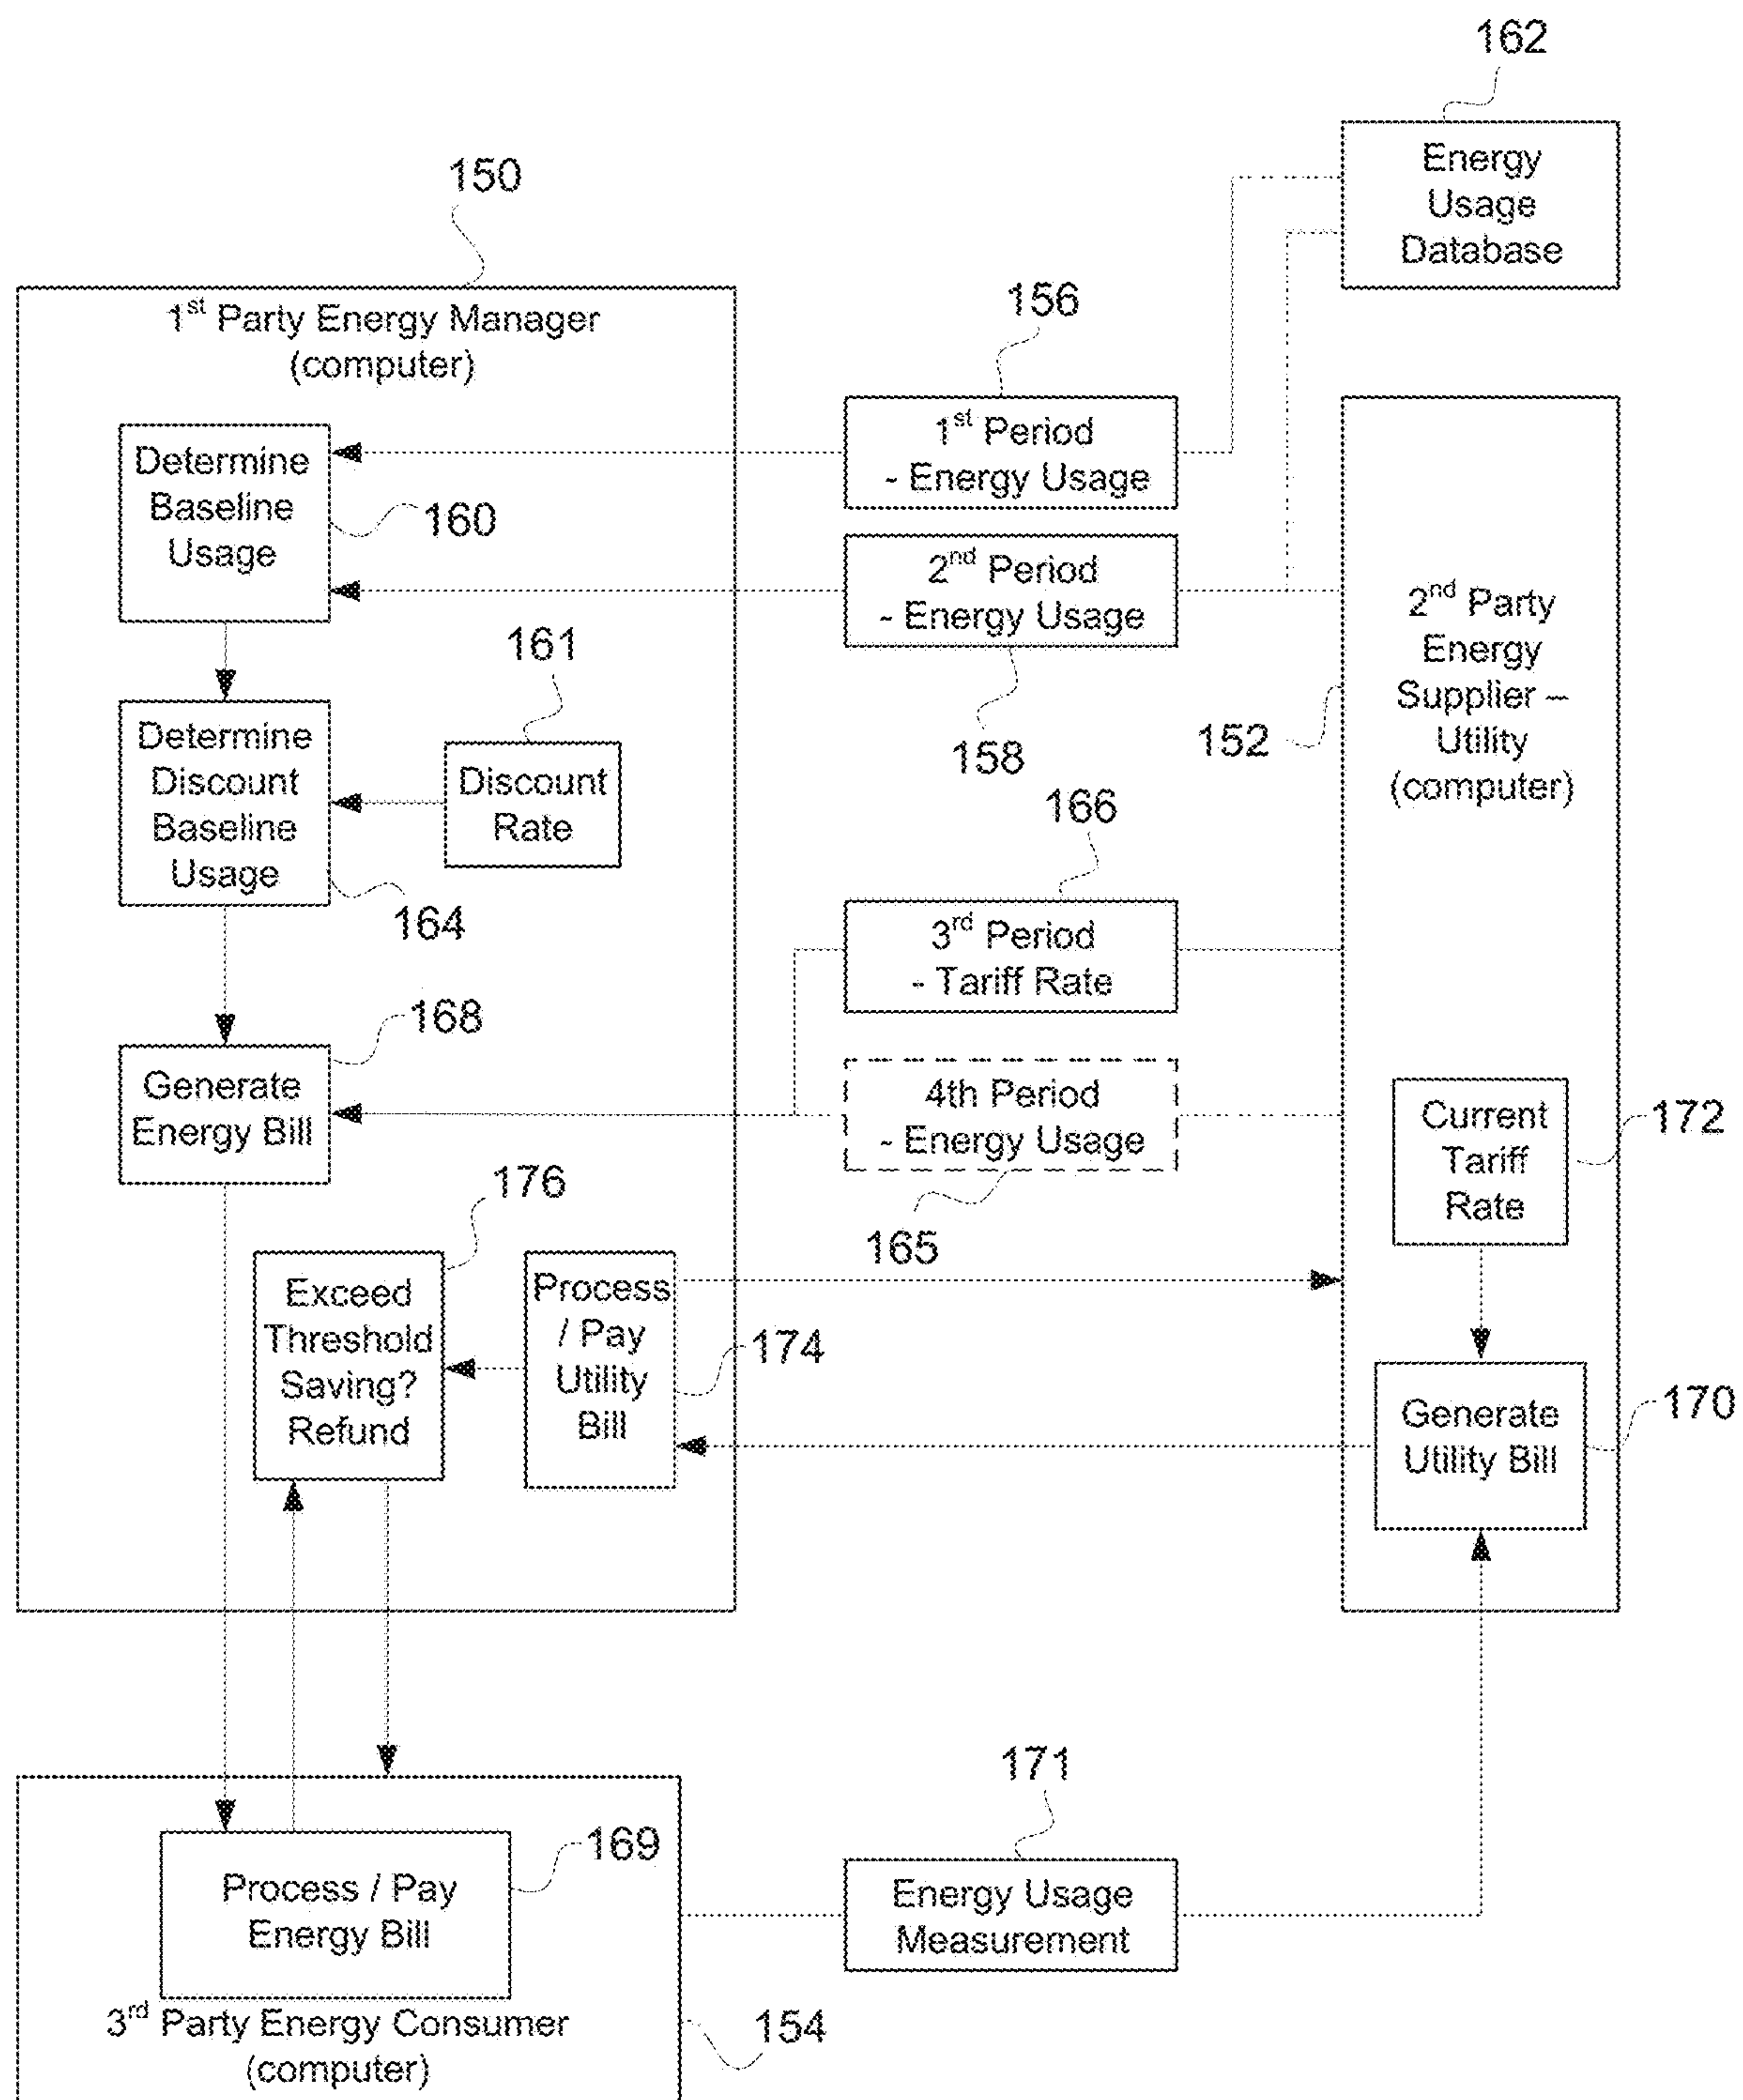 162
Energy
Usage
Database
150
1st Party Energy Manager
(computer)
156
1st Period
- Energy Usage
Determine
Baseline
Usage
160
2nd Period
- Energy Usage
158
2nd Party
Energy
Supplier –
Utility
(computer)
152
161
Discount
Rate
Determine
Discount
Baseline
Usage
164
166
3rd Period
- Tariff Rate
168
Generate
Energy Bill
4th Period
- Energy Usage
165
Current
Tariff
Rate
172
176
Exceed
Threshold
Saving?
Refund
Process
/ Pay
Utility
Bill
174
Generate
Utility Bill
170
171
Energy Usage
Measurement
169
Process / Pay
Energy Bill
3rd Party Energy Consumer
(computer)
154